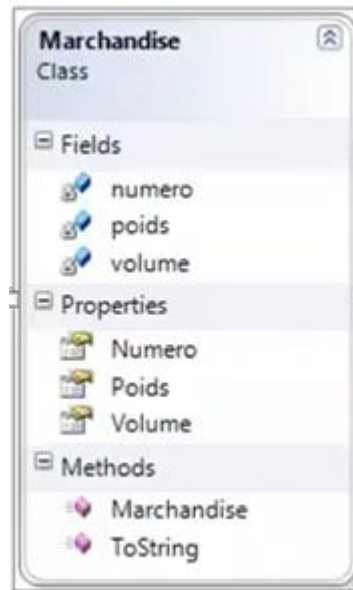 Marchandise
Class
Fields
numero
poids
volume
Properties
Numero
Poids
Volume
Methods
Marchandise
ToString